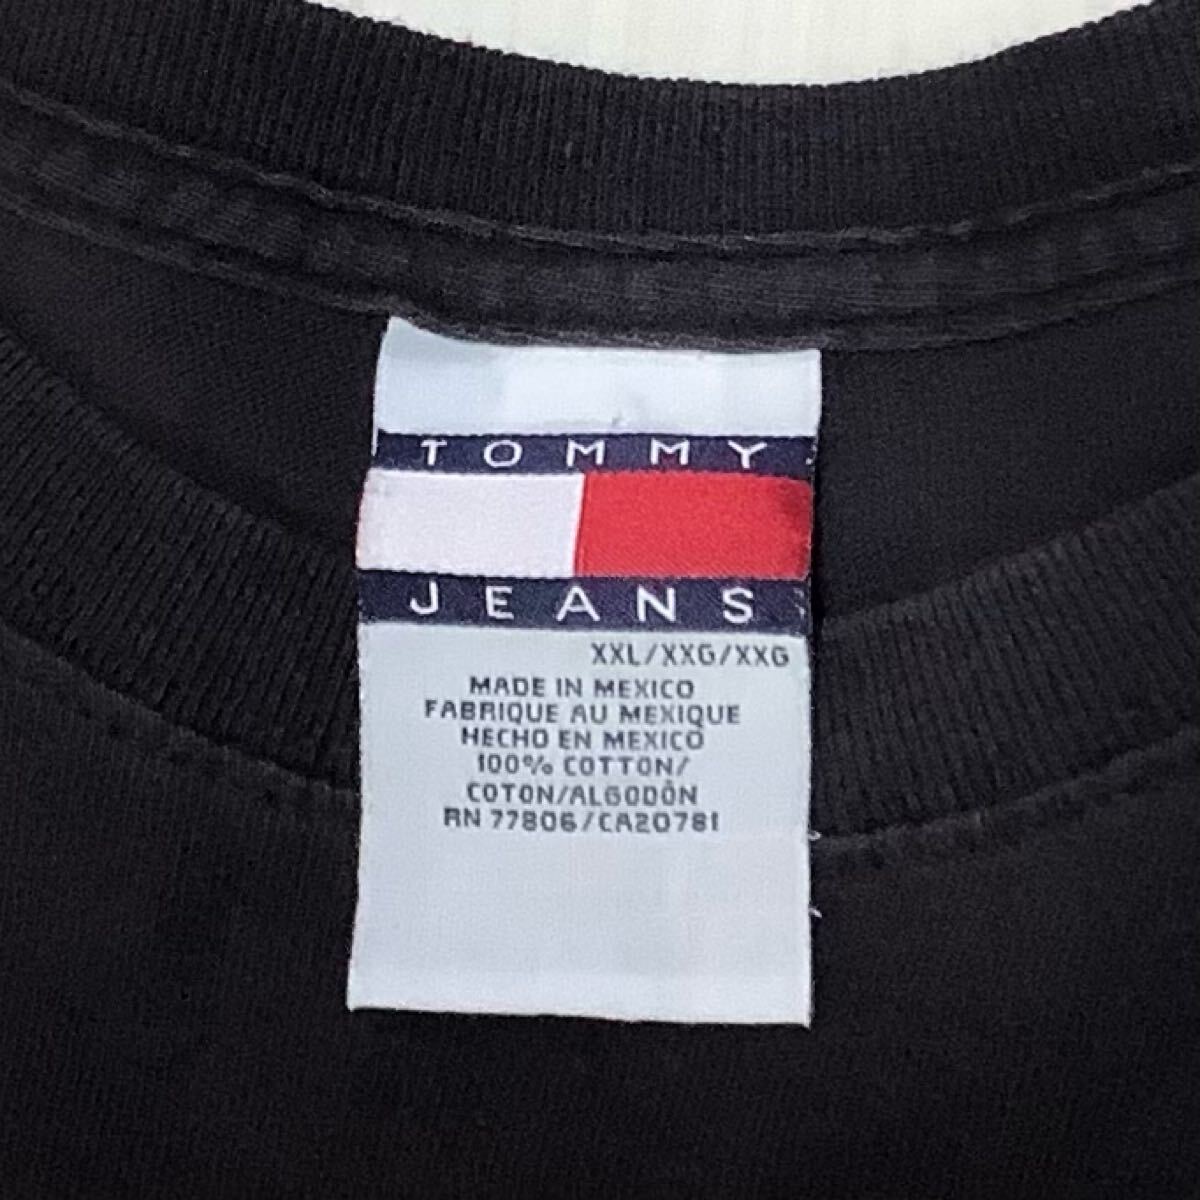 TOMMY
JEANS
XXL/XXG/XXG
MADE IN MEXICO
FABRIQUE AU MEXIQUE
HECHO EN MEXICO
100% COTTON/
COTON/ALGODÓN
RN 77806/CA20781